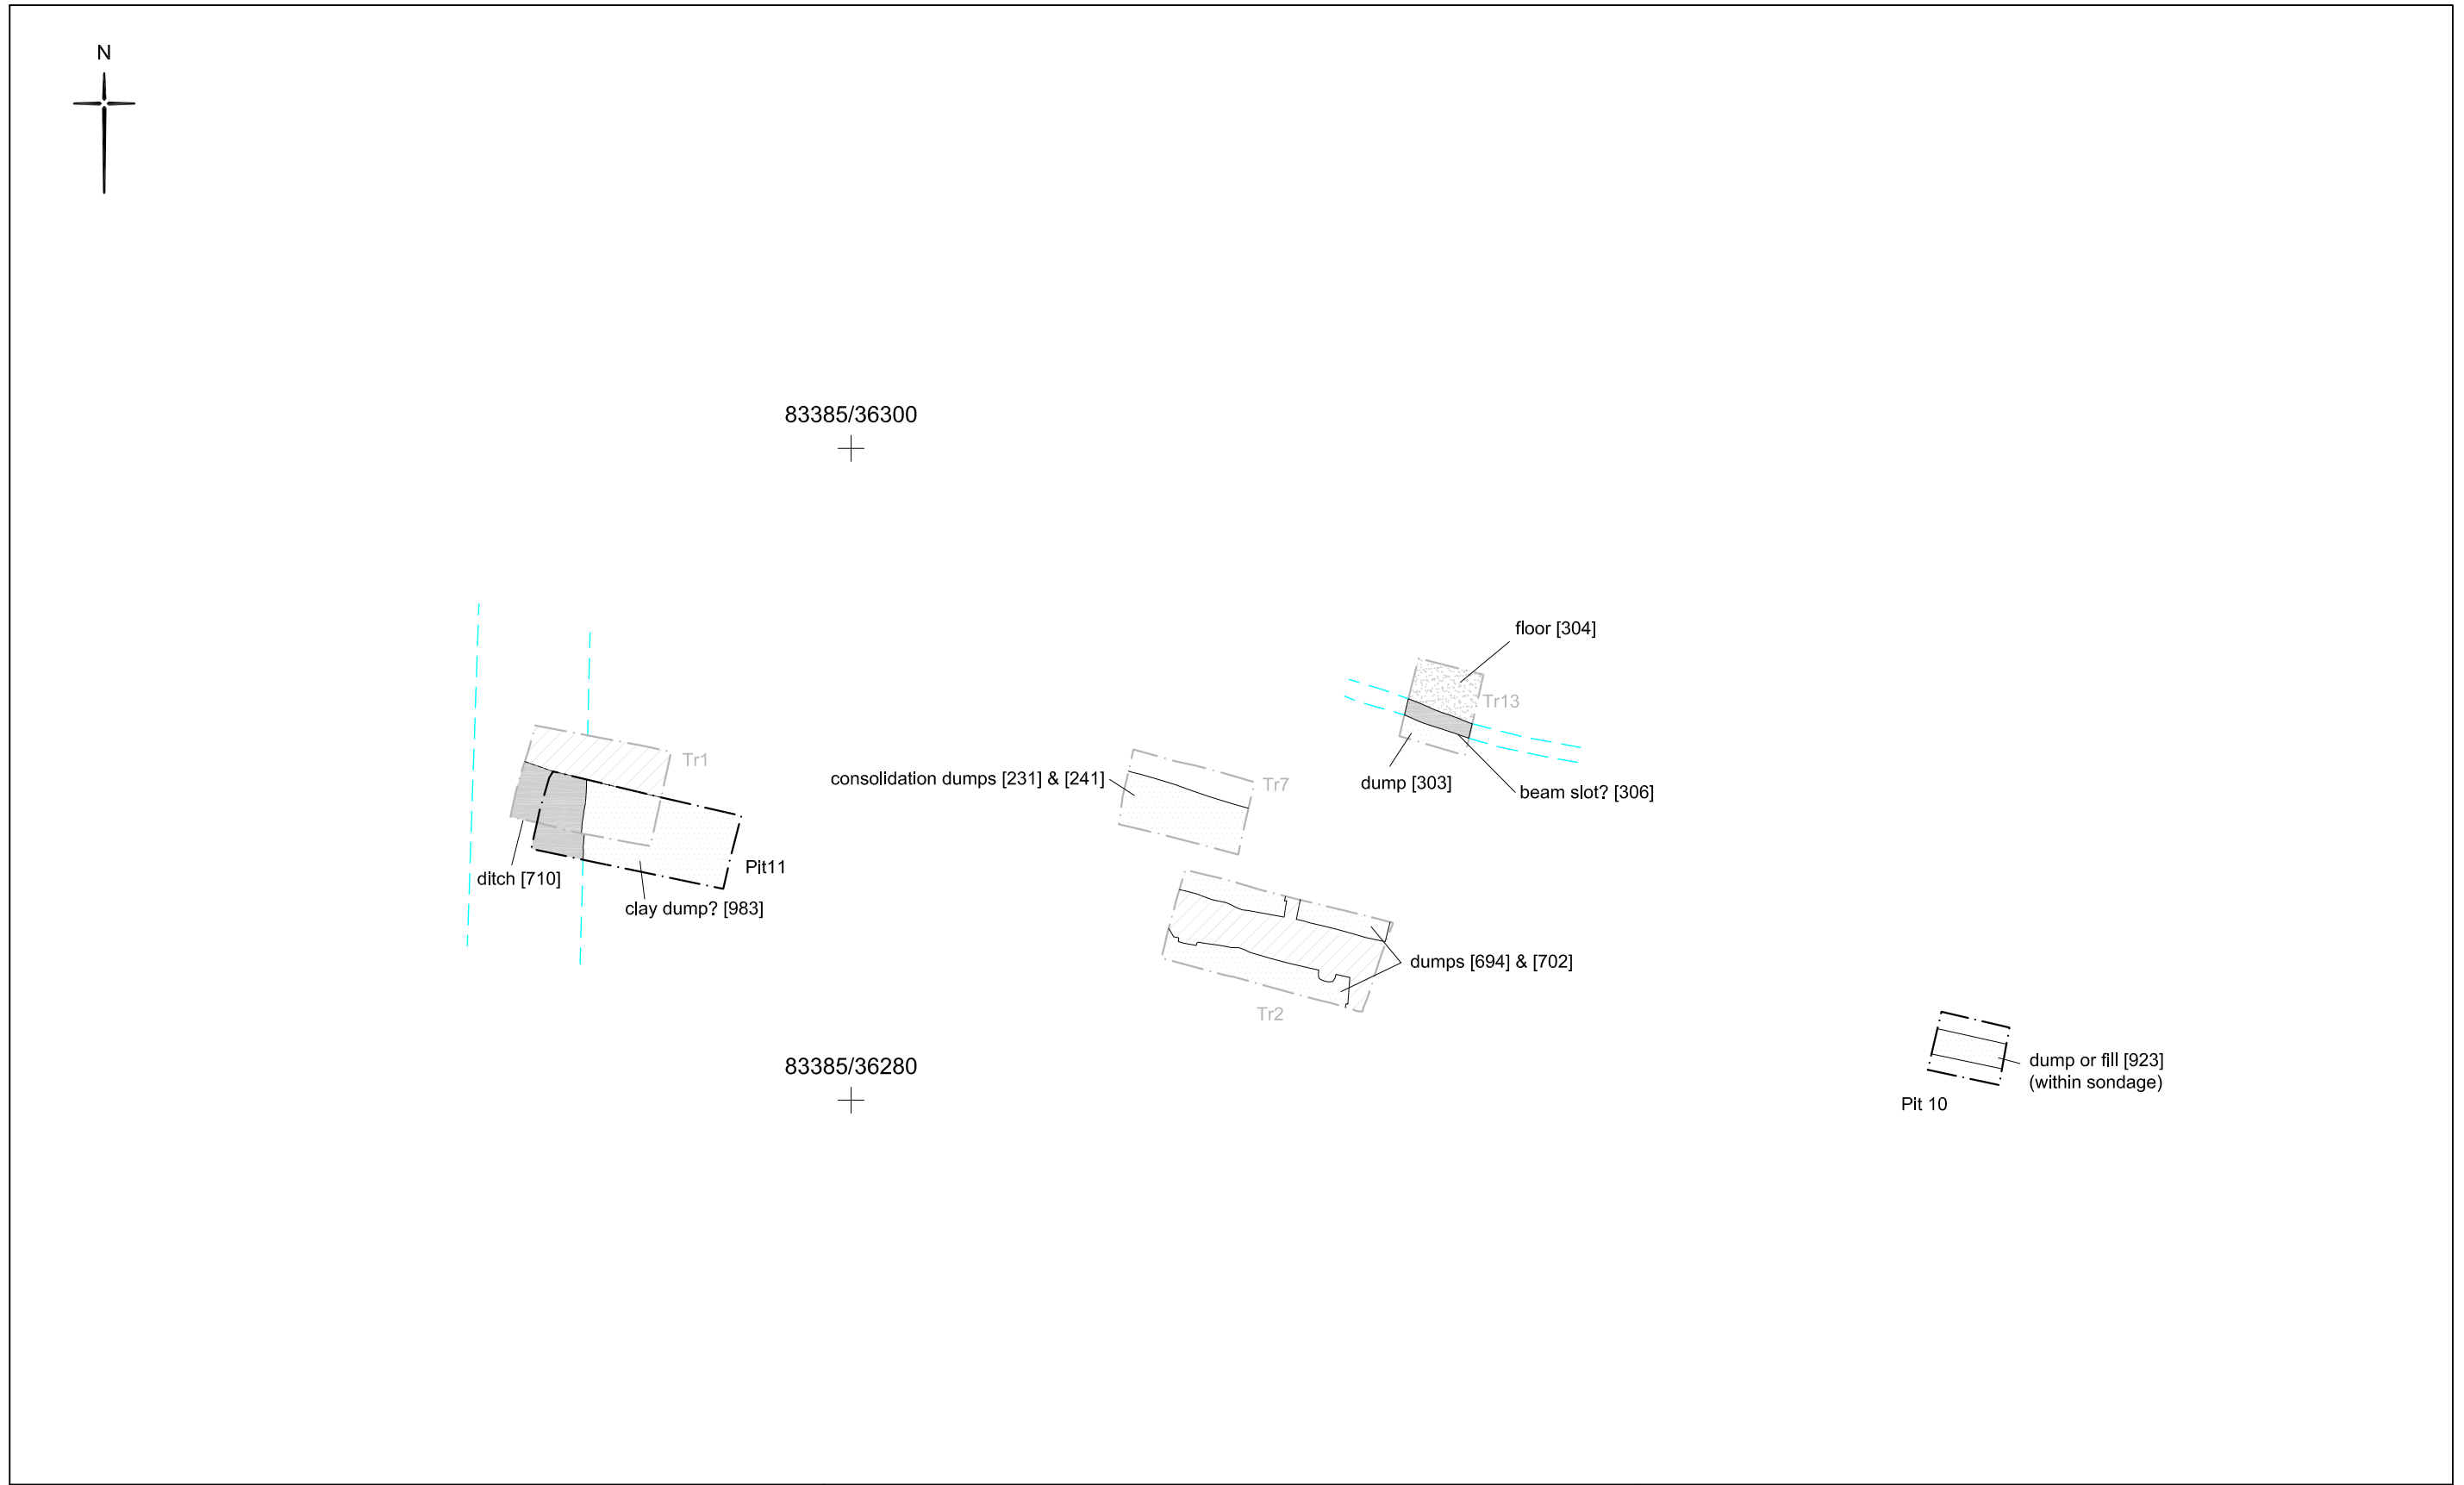 N
83385/36300
floor [304]
Tr13
Tr1
consolidation dumps [231] & [241]
Tr7
dump [303]
beam slot? [306]
Pit11
ditch [710]
clay dump? [983]
dumps [694] & [702]
Tr2
83385/36280
dump or fill [923]
(within sondage)
Pit 10